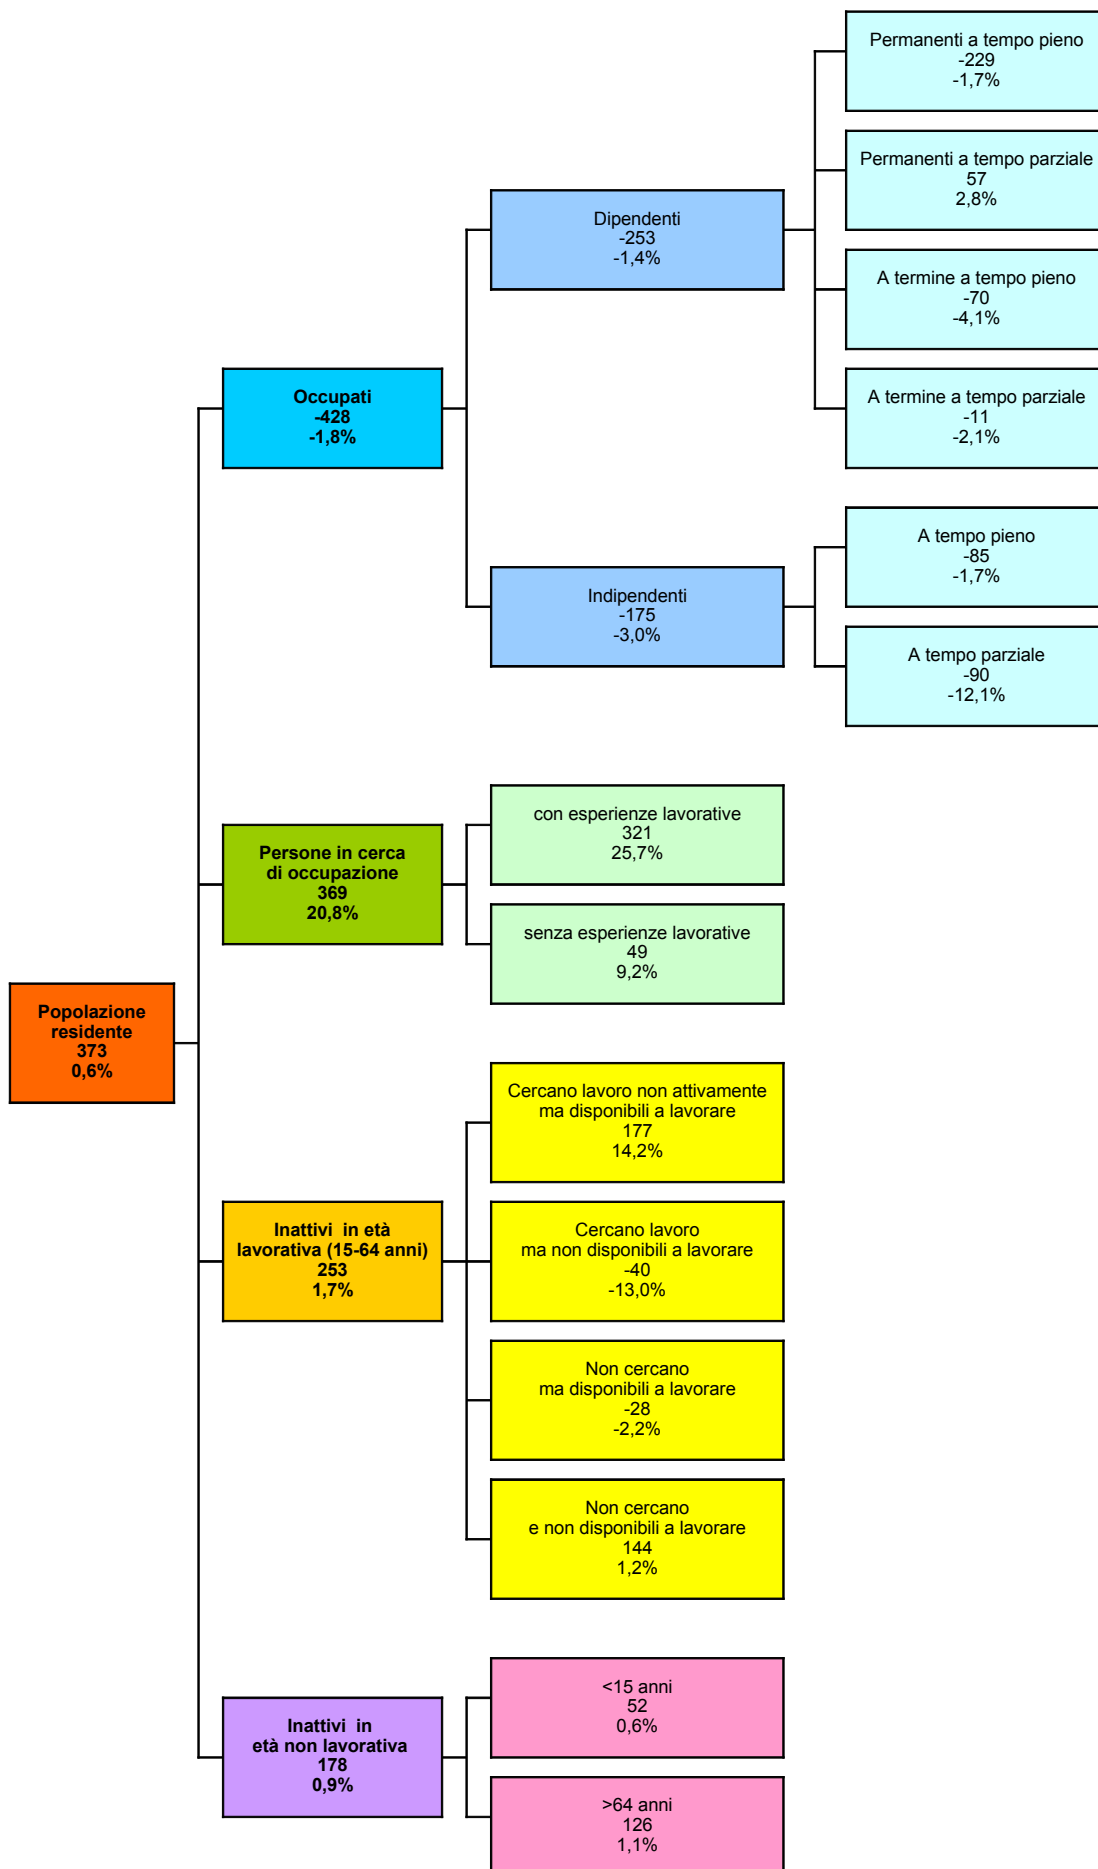 Popolazione
residente
373
0,6%
Occupati
-428
-1,8%
Dipendenti
-253
-1,4%
Permanenti a tempo pieno
-229
-1,7%
Permanenti a tempo parziale
57
2,8%
A termine a tempo pieno
-70
-4,1%
A termine a tempo parziale
-11
-2,1%
Indipendenti
-175
-3,0%
A tempo pieno
-85
-1,7%
A tempo parziale
-90
-12,1%
Persone in cerca
di occupazione
369
20,8%
con esperienze lavorative
321
25,7%
senza esperienze lavorative
49
9,2%
Inattivi in età
lavorativa (15-64 anni)
253
1,7%
Cercano lavoro non attivamente
ma disponibili a lavorare
177
14,2%
Cercano lavoro
ma non disponibili a lavorare
-40
-13,0%
Non cercano
ma disponibili a lavorare
-28
-2,2%
Non cercano
e non disponibili a lavorare
144
1,2%
Inattivi in
età non lavorativa
178
0,9%
<15 anni
52
0,6%
>64 anni
126
1,1%